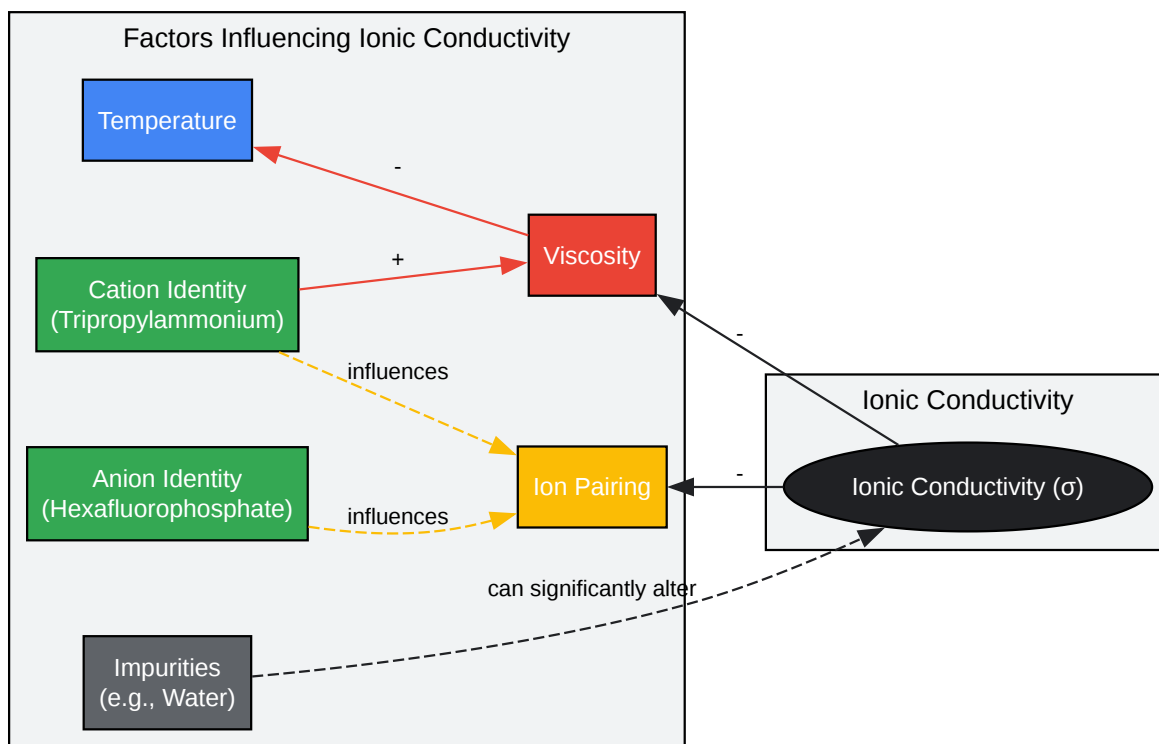 Factors Influencing Ionic Conductivity
Temperature
-
Viscosity
+
Cation Identity
(Tripropylammonium)
influences
-
Ionic Conductivity
Anion Identity
(Hexafluorophosphate)
influences
Ion Pairing
-
Ionic Conductivity (σ)
can significantly alter
Impurities
(e.g., Water)